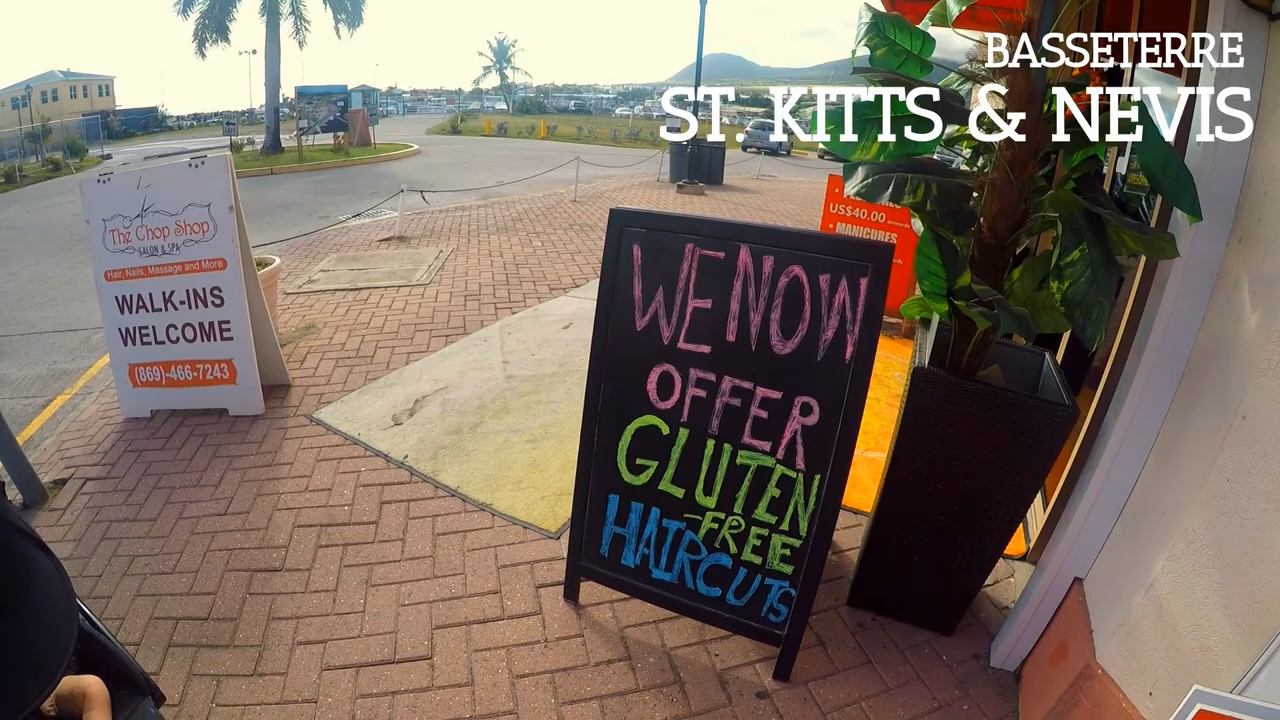 BASSETERRE
ST. KITTS & NEVIS
The Chop Shop
SALON & SPA
Hair, Nails, Massage and More
WALK-INS
WELCOME
(869)-466-7243
WE NOW
OFFER
GLUTEN
-FREE
HAIRCUTS
US$40.00
• MANICURES